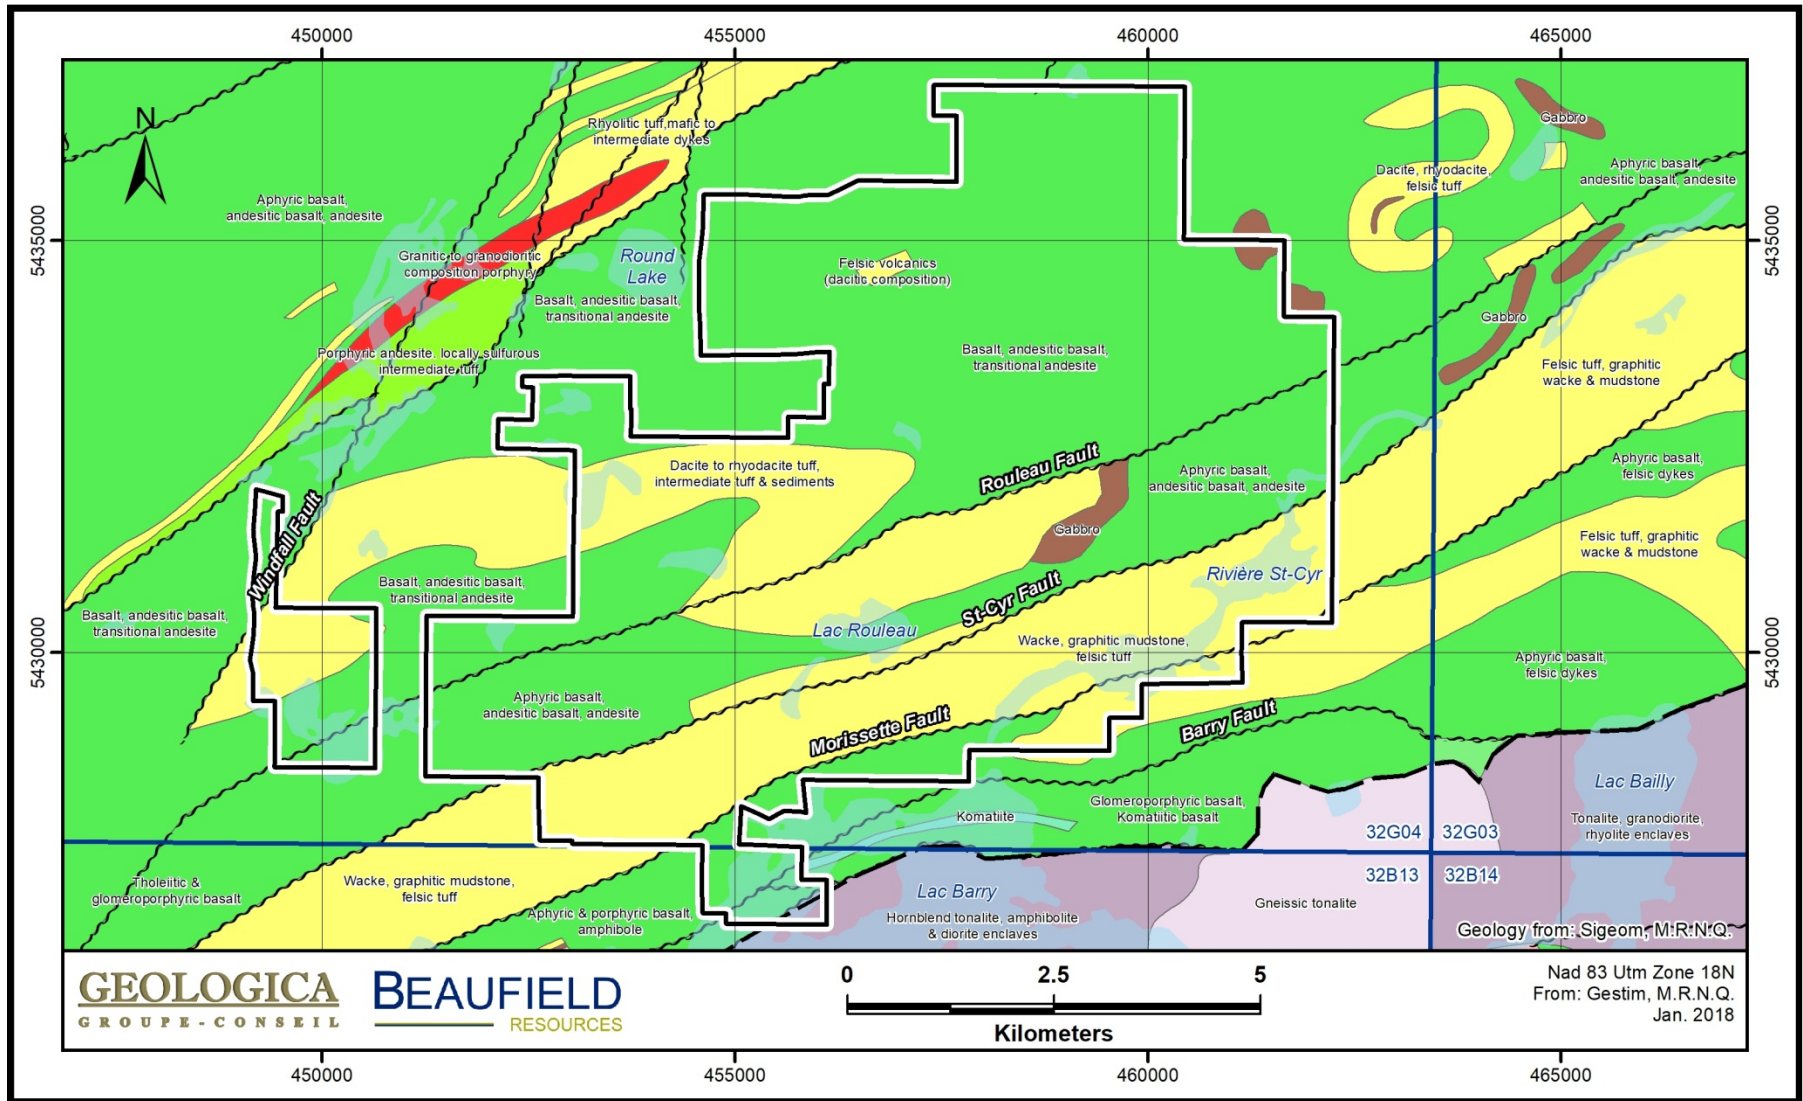 450000
455000
460000
465000
N
Rhyolitic tuff,mafic to
intermediate dykes
Gabbro
Aphyric basalt,
andesitic basalt, andesite
Dacite, rhyodacite,
felsic tuff
Aphyric basalt,
andesitic basalt, andesite
5435000
5435000
Granitic to granodioritic
composition porphyry
Round
Lake
Felsic volcanics
(dacitic composition)
Basalt, andesitic basalt,
transitional andesite
Gabbro
Porphyric andesite. locally sulfurous
intermediate tuff
Basalt, andesitic basalt,
transitional andesite
Felsic tuff, graphitic
wacke & mudstone
Dacite to rhyodacite tuff,
intermediate tuff & sediments
Rouleau Fault
Aphyric basalt,
andesitic basalt, andesite
Aphyric basalt,
felsic dykes
Windfall Fault
Gabbro
Felsic tuff, graphitic
wacke & mudstone
Basalt, andesitic basalt,
transitional andesite
St-Cyr Fault
Rivière St-Cyr
Basalt, andesitic basalt,
transitional andesite
Lac Rouleau
Wacke, graphitic mudstone,
felsic tuff
5430000
5430000
Aphyric basalt,
felsic dykes
Aphyric basalt,
andesitic basalt, andesite
Morissette Fault
Barry Fault
Lac Bailly
Glomeroporphyric basalt,
Komatiitic basalt
Komatiite
Tonalite, granodiorite,
rhyolite enclaves
32G04
32G03
32B13
32B14
Tholeiitic &
glomeroporphyric basalt
Wacke, graphitic mudstone,
felsic tuff
Lac Barry
Gneissic tonalite
Aphyric & porphyric basalt,
amphibole
Hornblend tonalite, amphibolite
& diorite enclaves
Geology from: Sigeom, M.R.N.Q.
GEOLOGICA
GROUPE-CONSEIL
BEAUFIELD
RESOURCES
0
2.5
5
Kilometers
Nad 83 Utm Zone 18N
From: Gestim, M.R.N.Q.
Jan. 2018
450000
455000
460000
465000